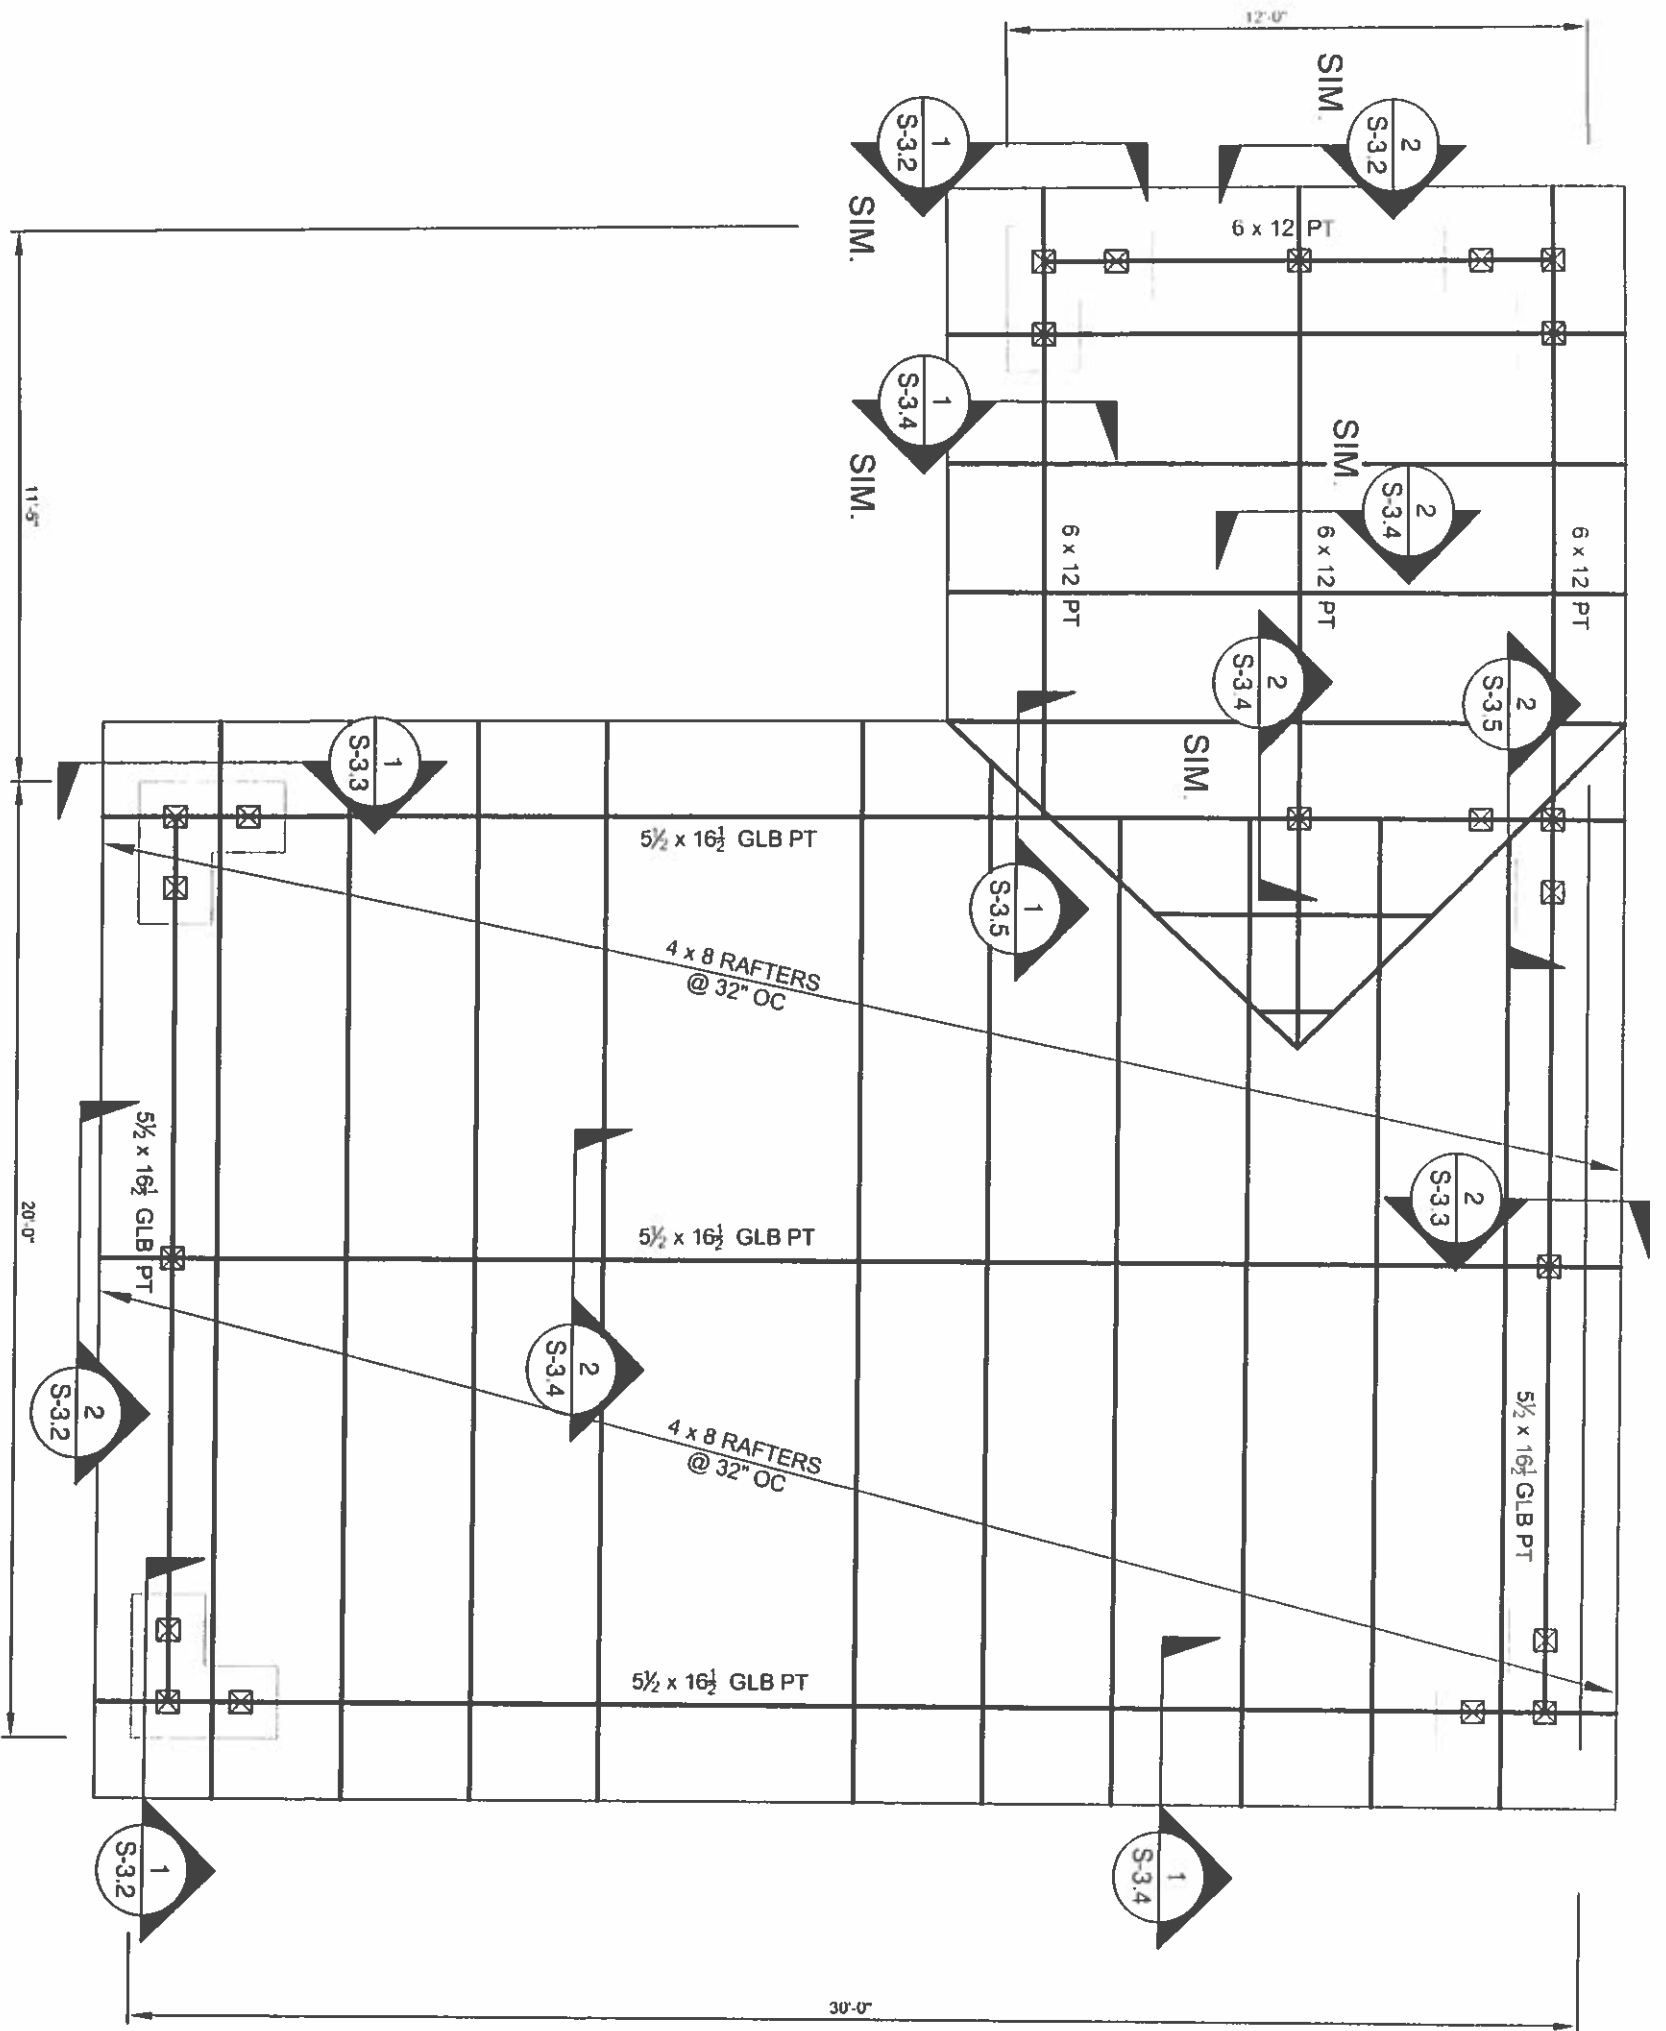 12'-0"
SIM.
1
S-3.2
2
S-3.2
SIM.
6 x 12 PT
1
S-3.4
SIM.
SIM.
2
S-3.4
11'-6"
6 x 12 PT
6 x 12 PT
6 x 12 PT
2
S-3.4
2
S-3.5
1
S-3.3
SIM.
5½ x 16½ GLB PT
1
S-3.5
4 x 8 RAFTERS
@ 32" OC
5½ x 16½ GLB PT
2
S-3.3
20'-0"
5½ x 16½ GLB PT
2
S-3.4
2
S-3.2
4 x 8 RAFTERS
@ 32" OC
5½ x 16½ GLB PT
5½ x 16½ GLB PT
1
S-3.2
1
S-3.4
30'-0"